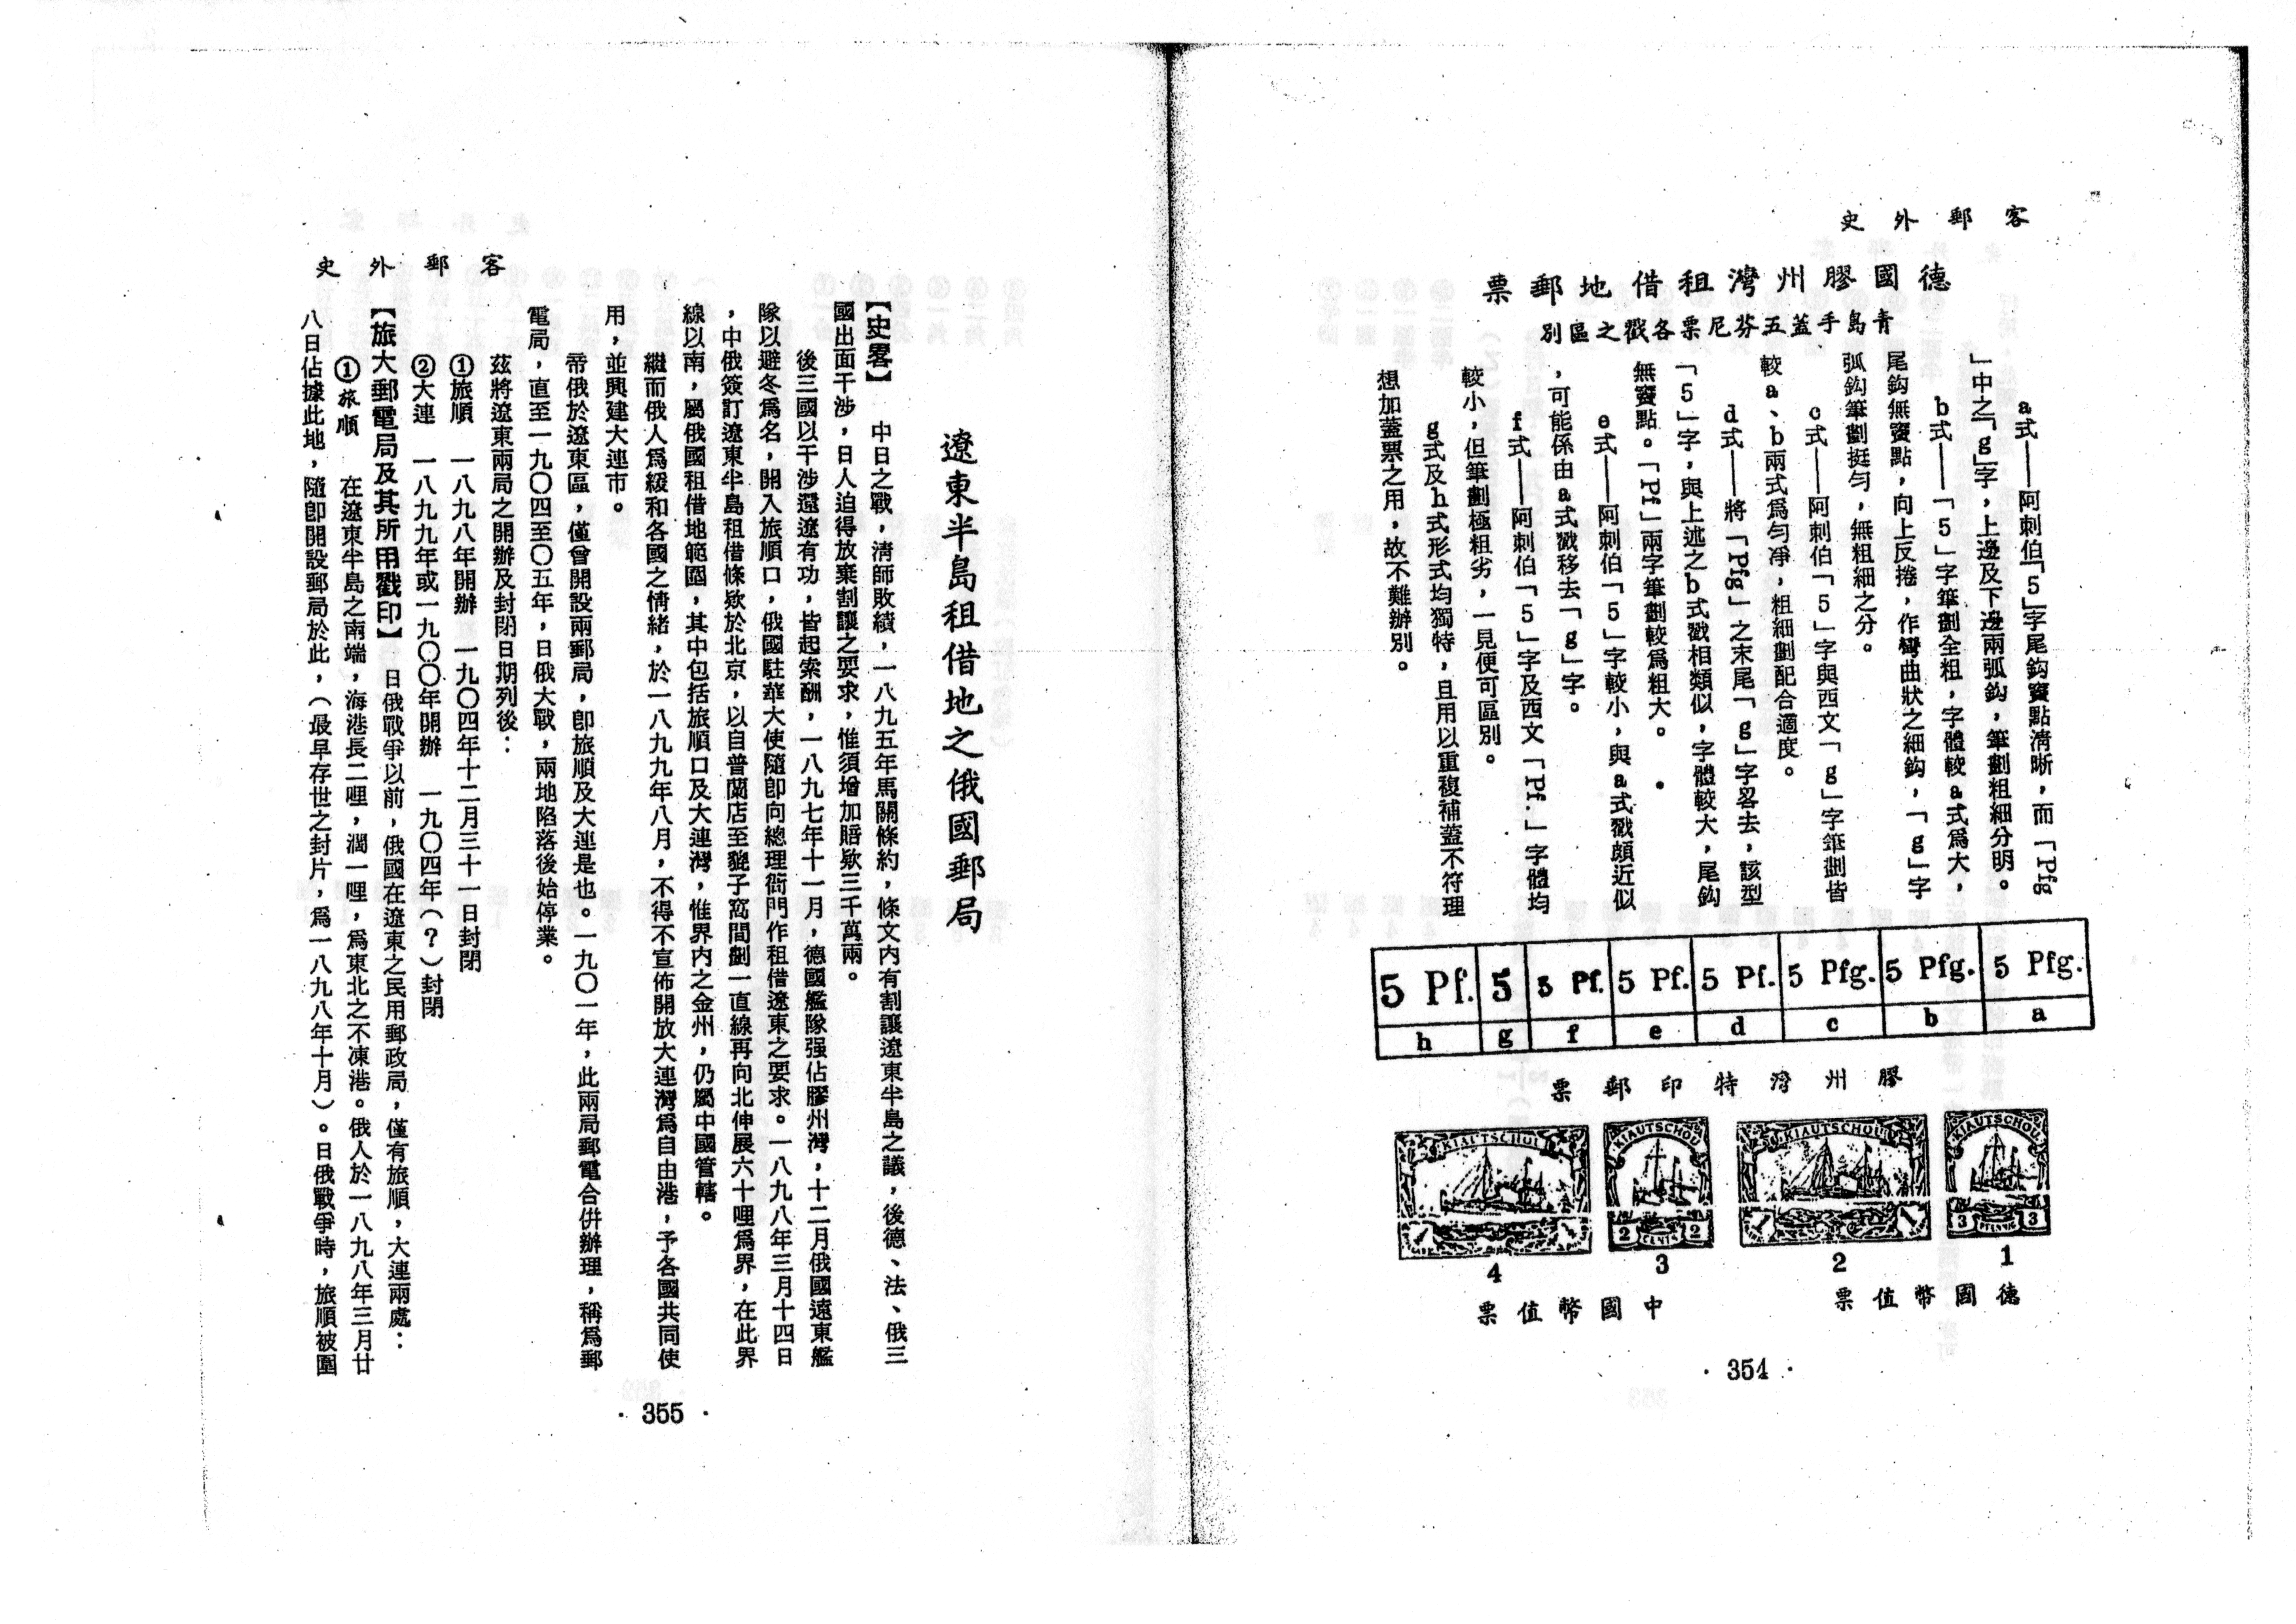 客郵外史
德國膠州灣租借地郵票
青島手蓋五芬尼票各戳之區別
a式——阿刺伯「5」字尾鈎竇點清晰，而「Pfg
」中之「g」字，上邊及下邊兩弧鈎，筆劃粗細分明。
b式——「5」字筆劃全粗，字體較a式爲大，
尾鈎無竇點，向上反捲，作彎曲狀之細鈎，「g」字
弧鈎筆劃挺勻，無粗細之分。
c式——阿刺伯「5」字與西文「g」字筆劃皆
較a、b兩式爲勻淨，粗細劃配合適度。
d式——將「Pfg」之末尾「g」字畧去，該型
「5」字，與上述之b式戳相類似，字體較大，尾鈎
無竇點。「Pf」兩字筆劃較爲粗大。
e式——阿刺伯「5」字較小，與a式戳頗近似
，可能係由a式戳移去「g」字。
f式——阿刺伯「5」字及西文「Pf.」字體均
較小，但筆劃極粗劣，一見便可區別。
g式及h式形式均獨特，且用以重複補蓋不符理
想加蓋票之用，故不難辦別。
5 Pf. 5 5 Pf. 5 Pf. 5 Pf. 5 Pfg. 5 Pfg. 5 Pfg.
h g f e d c b a
膠州灣特印郵票
KIAUTSCHOU KIAUTSCHOU KIAUTSCHOU KIAUTSCHOU
1 1 2 2 1 1 3 PFENNIG 3
4 3 2 1
德國幣值票
中國幣值票
· 354 ·
客郵外史
遼東半島租借地之俄國郵局
【史畧】　中日之戰，清師敗績，一八九五年馬關條約，條文內有割讓遼東半島之議，後德、法、俄三
國出面干涉，日人迫得放棄割讓之要求，惟須增加賠欵三千萬兩。
後三國以干涉還遼有功，皆起索酬，一八九七年十一月，德國艦隊强佔膠州灣，十二月俄國遠東艦
隊以避冬爲名，開入旅順口，俄國駐華大使隨卽向總理衙門作租借遼東之要求。一八九八年三月十四日
，中俄簽訂遼東半島租借條欵於北京，以自普蘭店至貔子窩間劃一直線再向北伸展六十哩爲界，在此界
線以南，屬俄國租借地範圍，其中包括旅順口及大連灣，惟界內之金州，仍屬中國管轄。
繼而俄人爲緩和各國之情緒，於一八九九年八月，不得不宣佈開放大連灣爲自由港，予各國共同使
用，並興建大連市。
帝俄於遼東區，僅曾開設兩郵局，卽旅順及大連是也。一九〇一年，此兩局郵電合併辦理，稱爲郵
電局，直至一九〇四至〇五年，日俄大戰，兩地陷落後始停業。
茲將遼東兩局之開辦及封閉日期列後：
①旅順　一八九八年開辦　一九〇四年十二月三十一日封閉
②大連　一八九九年或一九〇〇年開辦　一九〇四年（？）封閉
【旅大郵電局及其所用戳印】　日俄戰爭以前，俄國在遼東之民用郵政局，僅有旅順，大連兩處：
①旅順　在遼東半島之南端，海港長二哩，濶一哩，爲東北之不凍港。俄人於一八九八年三月廿
八日佔據此地，隨卽開設郵局於此，（最早存世之封片，爲一八九八年十月）。日俄戰爭時，旅順被圍
· 355 ·